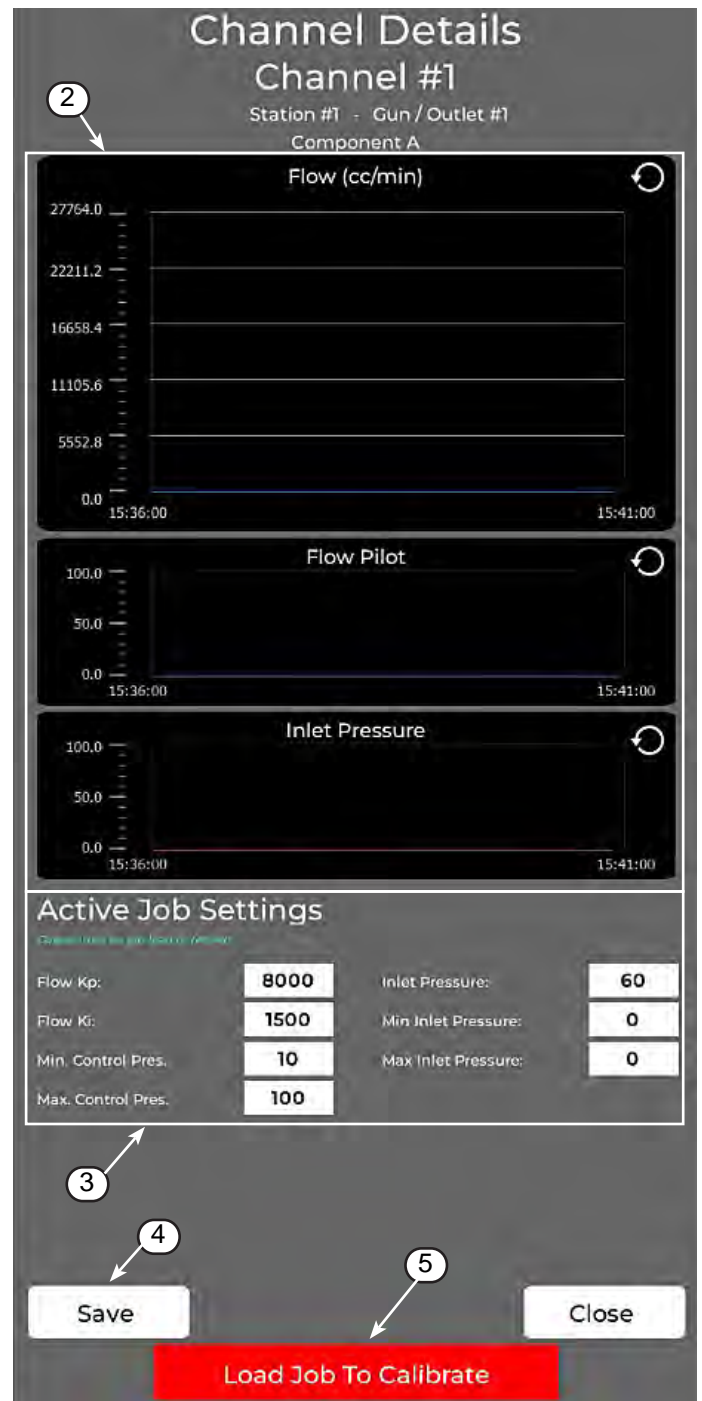 Channel Details
Channel #1
2
Station #1 - Gun / Outlet #1
Component A
Flow (cc/min)
27764.0
22211.2
16658.4
11105.6
5552.8
0.0
15:36:00 15:41:00
Flow Pilot
100.0
50.0
0.0
15:36:00 15:41:00
Inlet Pressure
100.0
50.0
0.0
15:36:00 15:41:00
Active Job Settings
Flow Kp: 8000 Inlet Pressure: 60
Flow Ki: 1500 Min Inlet Pressure: 0
Min. Control Pres. 10 Max Inlet Pressure: 0
Max. Control Pres. 100
3
4
5
Save Close
Load Job To Calibrate